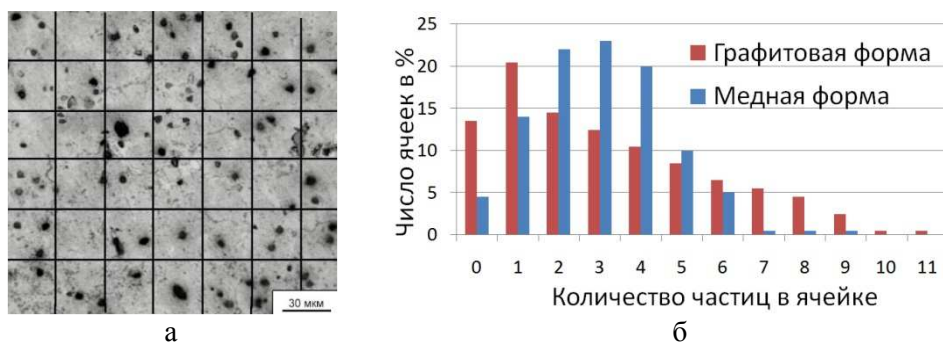 30 мкм
а
Число ячеек в %
25
20
15
10
5
0
Графитовая форма
Медная форма
0 1 2 3 4 5 6 7 8 9 10 11
Количество частиц в ячейке
б